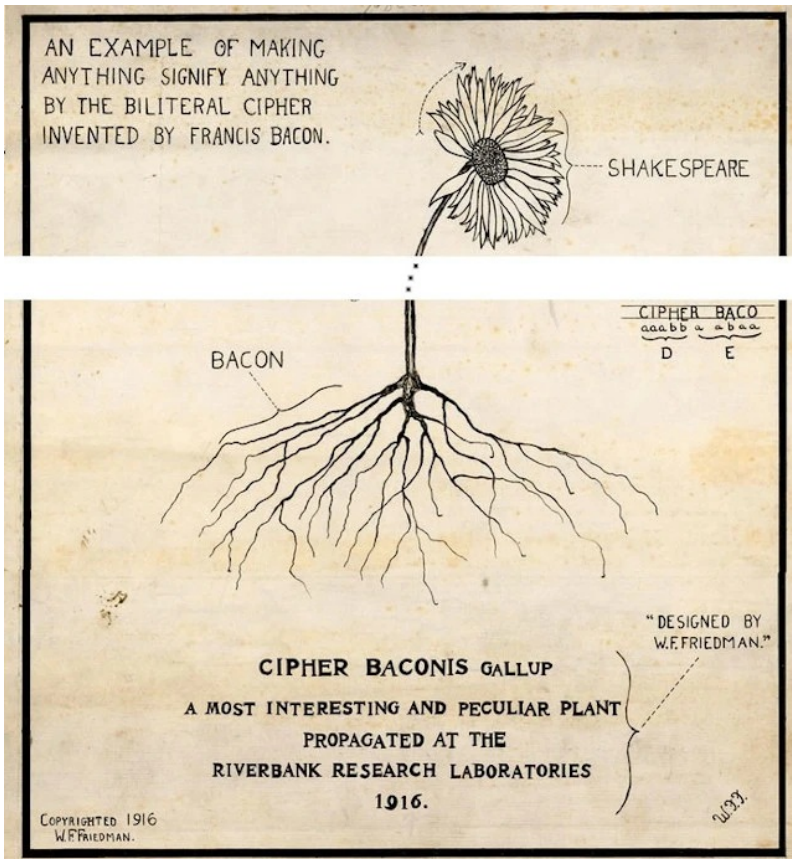 AN EXAMPLE OF MAKING
ANYTHING SIGNIFY ANYTHING
BY THE BILITERAL CIPHER
INVENTED BY FRANCIS BACON.
SHAKESPEARE
CIPHER BACO
aaabb a abaa
D E
BACON
"DESIGNED BY
W.F.FRIEDMAN."
CIPHER BACONIS GALLUP
A MOST INTERESTING AND PECULIAR PLANT
PROPAGATED AT THE
RIVERBANK RESEARCH LABORATORIES
1916.
COPYRIGHTED 1916
W.F.FRIEDMAN.
W.F.F.